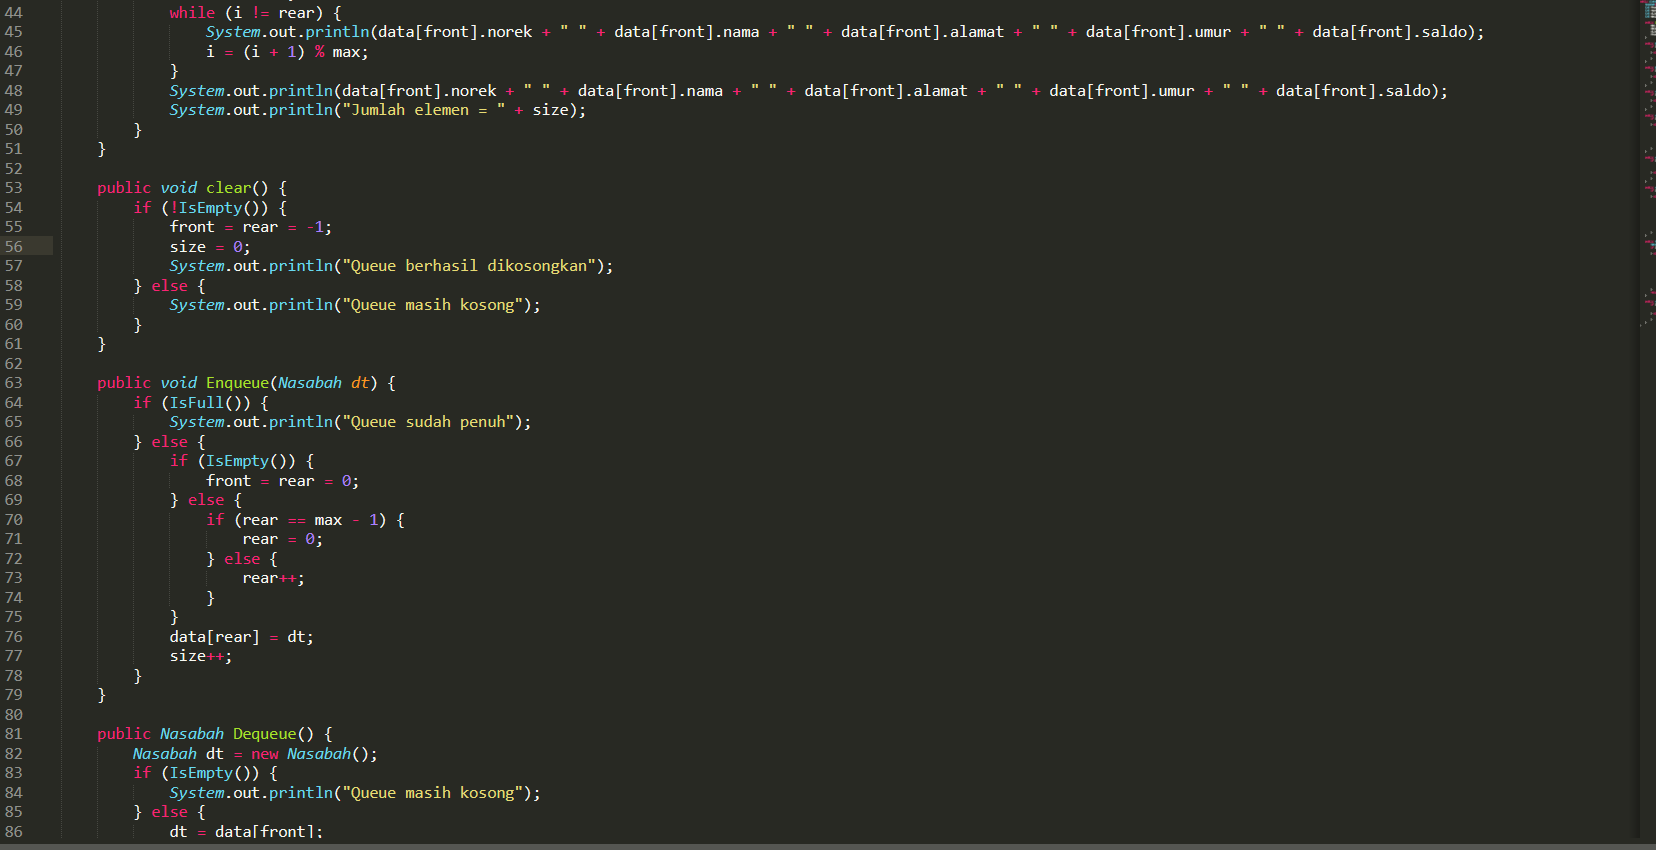 44 while (i != rear) {
45 System.out.println(data[front].norek + " " + data[front].nama + " " + data[front].alamat + " " + data[front].umur + " " + data[front].saldo);
46 i = (i + 1) % max;
47 }
48 System.out.println(data[front].norek + " " + data[front].nama + " " + data[front].alamat + " " + data[front].umur + " " + data[front].saldo);
49 System.out.println("Jumlah elemen = " + size);
50 }
51 }
52
53 public void clear() {
54 if (!IsEmpty()) {
55 front = rear = -1;
56 size = 0;
57 System.out.println("Queue berhasil dikosongkan");
58 } else {
59 System.out.println("Queue masih kosong");
60 }
61 }
62
63 public void Enqueue(Nasabah dt) {
64 if (IsFull()) {
65 System.out.println("Queue sudah penuh");
66 } else {
67 if (IsEmpty()) {
68 front = rear = 0;
69 } else {
70 if (rear == max - 1) {
71 rear = 0;
72 } else {
73 rear++;
74 }
75 }
76 data[rear] = dt;
77 size++;
78 }
79 }
80
81 public Nasabah Dequeue() {
82 Nasabah dt = new Nasabah();
83 if (IsEmpty()) {
84 System.out.println("Queue masih kosong");
85 } else {
86 dt = data[front];